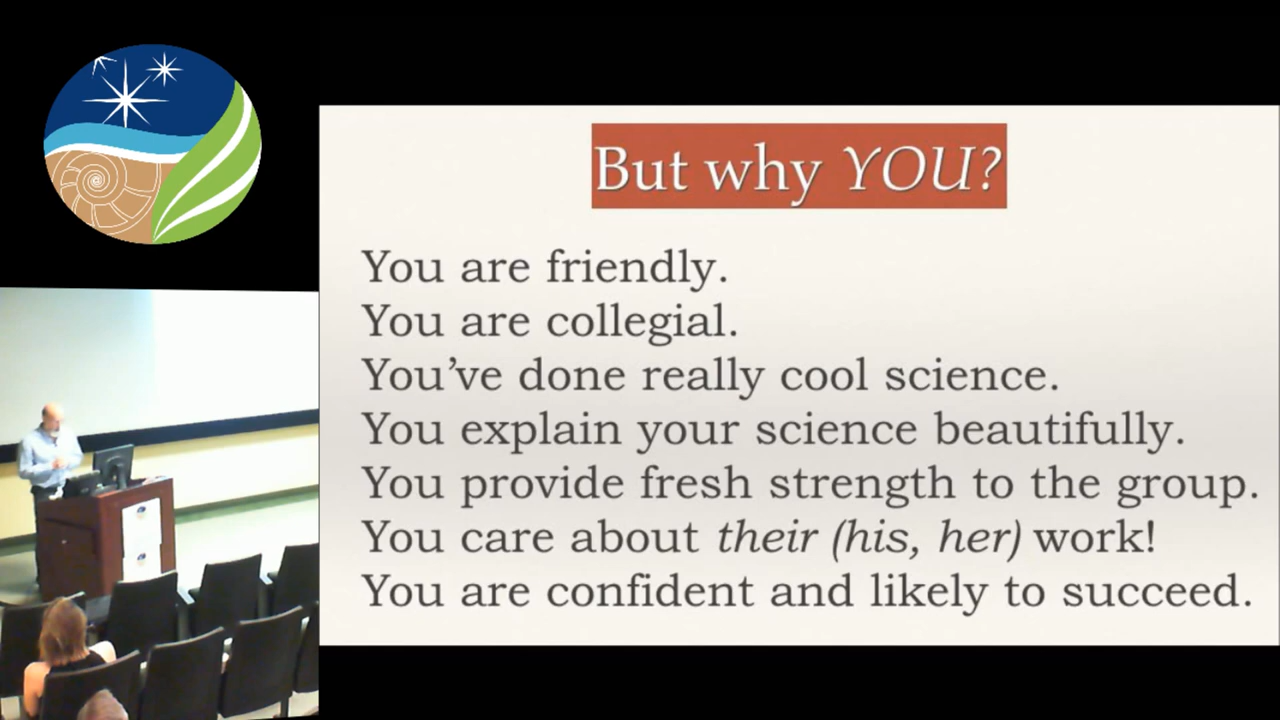 But why YOU?
You are friendly.
You are collegial.
You've done really cool science.
You explain your science beautifully.
You provide fresh strength to the group.
You care about their (his, her) work!
You are confident and likely to succeed.